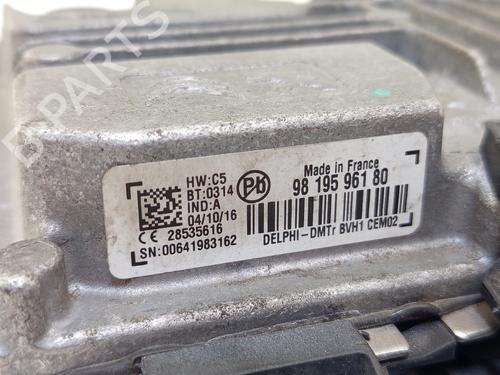 B-PARTS
HW:C5
BT:0314
IND:A
04/10/16
CE 28535616
SN:00641983162
Pb
Made in France
98 195 961 80
DELPHI-DMTr BVH1 CEM02